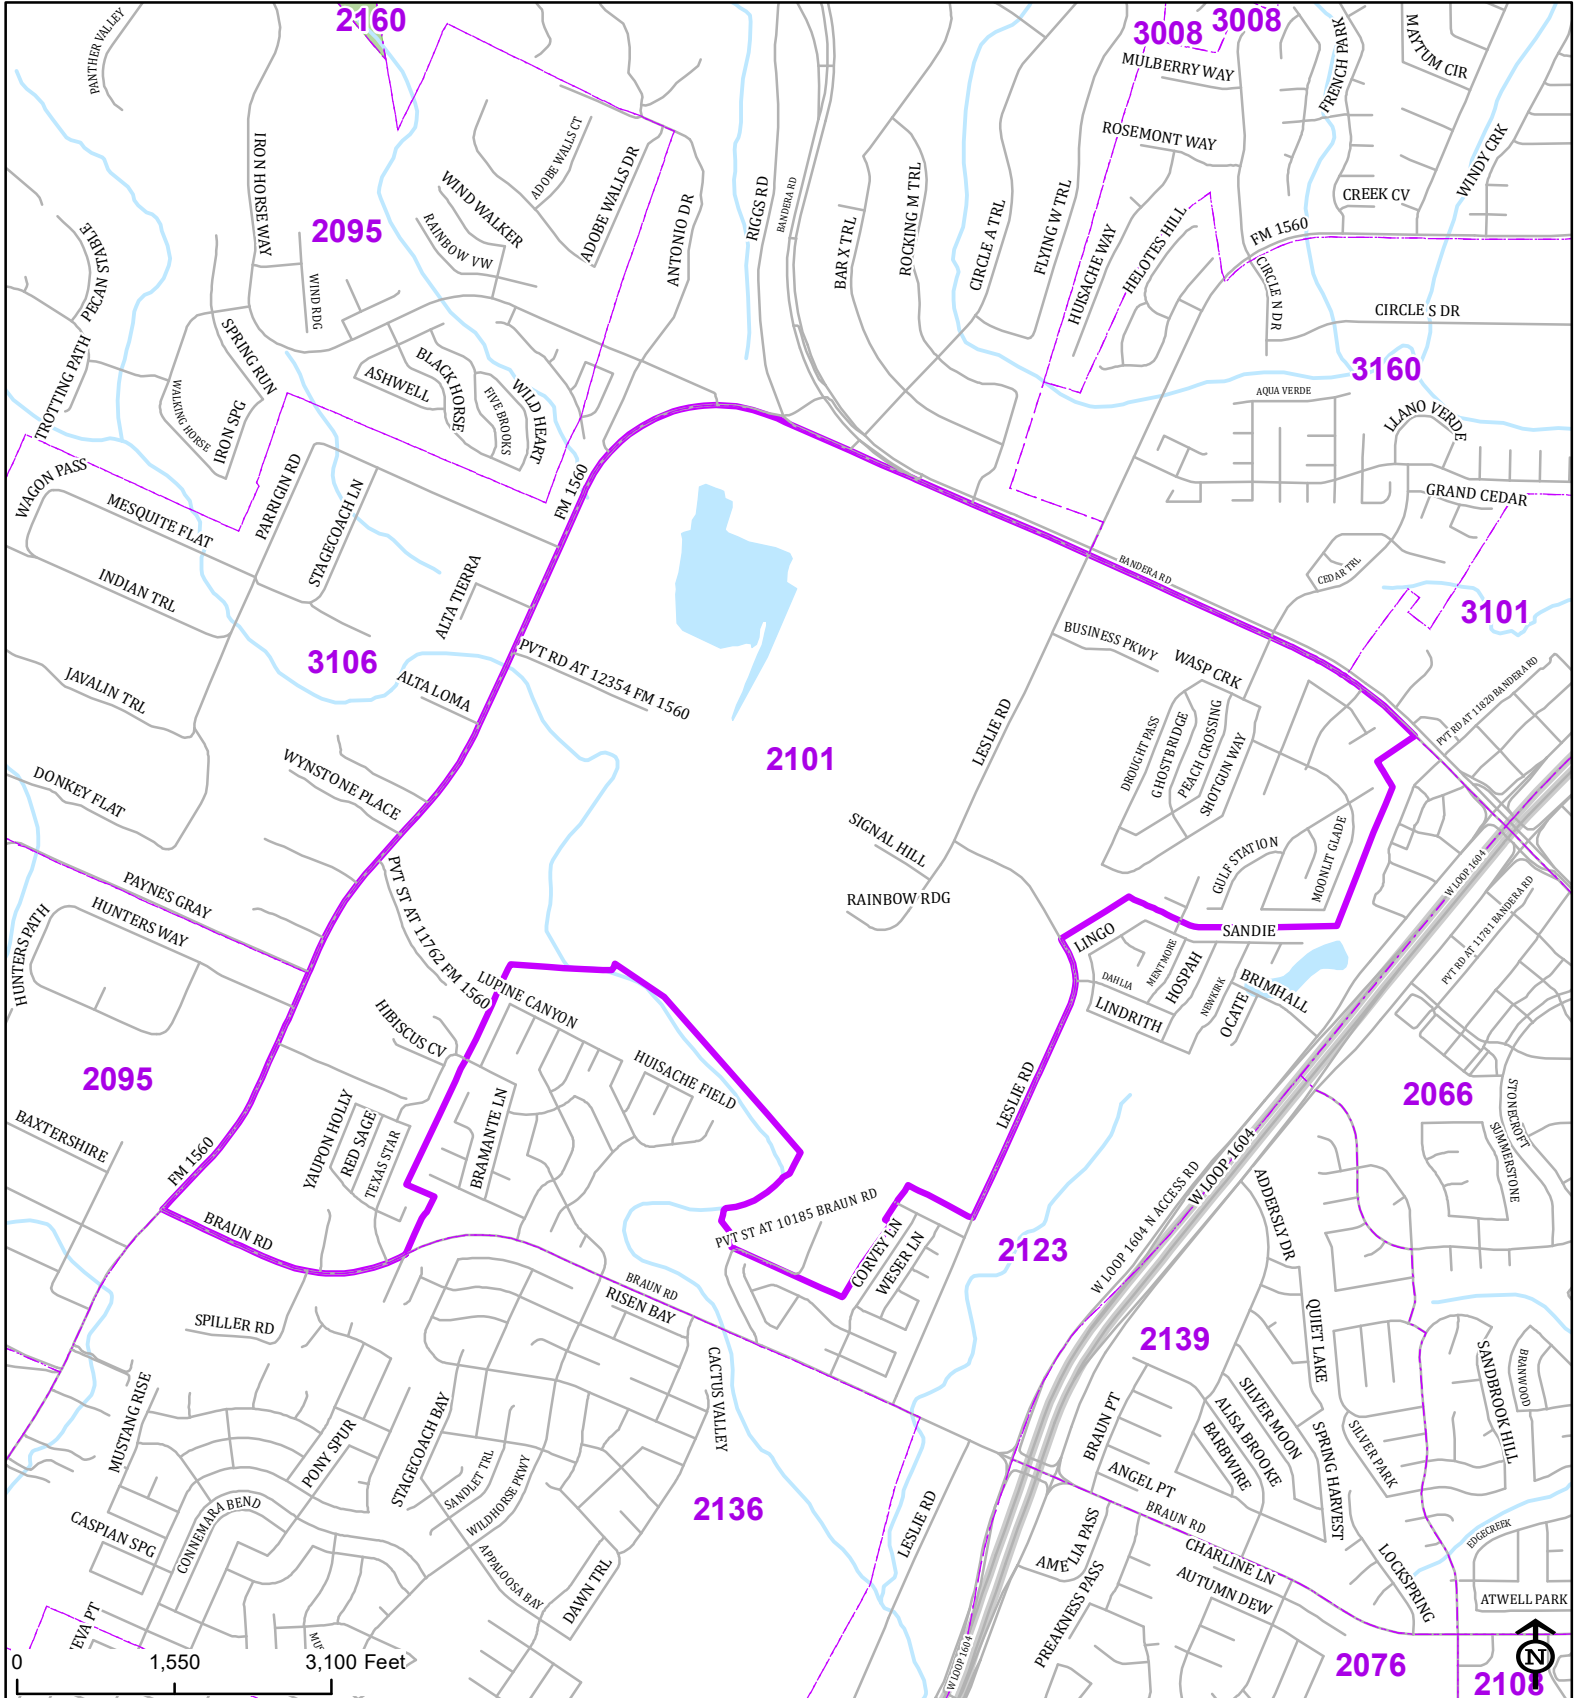 2160
3008
3008
PANTHER VALLEY
MULBERRY WAY
FRENCH PARK
MAYTUM CIR
ROSEMONT WAY
WINDY CRK
IRON HORSE WAY
ADOBE WALLS CT
WIND WALKER
ADOBE WALLS DR
RAINBOW VW
2095
ANTONIO DR
RIGGS RD
BANDERA RD
BAR X TRL
ROCKING M TRL
CIRCLE A TRL
FLYING W TRL
HUISACHE WAY
HELOTES HILL
CREEK CV
FM 1560
CIRCLE N DR
CIRCLE S DR
3160
PECAN STABLE
WIND RDG
TROTTING PATH
SPRING RUN
WALKING HORSE
IRON SPG
ASHWELL
BLACK HORSE
FIVE BROOKS
WILD HEART
AQUA VERDE
LLANO VERDE
GRAND CEDAR
WAGON PASS
MESQUITE FLAT
PARRIGIN RD
STAGECOACH LN
FM 1560
INDIAN TRL
ALTA TIERRA
BANDERA RD
CEDAR TRL
3101
3106
JAVALIN TRL
ALTA LOMA
PVT RD AT 12354 FM 1560
BUSINESS PKWY
WASP CRK
LESLIE RD
DROUGHT PASS
GHOSTBRIDGE
PEACH CROSSING
SHOTGUN WAY
PVT RD AT 11820 BANDERA RD
2101
DONKEY FLAT
WYNSTONE PLACE
SIGNAL HILL
GULF STATION
MOONLIT GLADE
W LOOP 1604
PAYNES GRAY
HUNTERS WAY
HUNTERS PATH
PVT ST AT 11762 FM 1560
RAINBOW RDG
LINGO
SANDIE
PVT RD AT 11781 BANDERA RD
LUPINE CANYON
HIBISCUS CV
DAHLIA
MENTMORE
HOSPAH
NEWKIRK
OCATE
BRIMHALL
LINDRITH
HUISACHE FIELD
2095
LESLIE RD
2066
STONECROFT
SUMMERSTONE
BAXTERSHIRE
FM 1560
YAUPON HOLLY
RED SAGE
TEXAS STAR
BRAMANTE LN
W LOOP 1604
W LOOP 1604 N ACCESS RD
ADDERSLY DR
BRAUN RD
PVT ST AT 10185 BRAUN RD
CORVEY LN
WESER LN
2123
BRAUN RD
RISEN BAY
SPILLER RD
2139
QUIET LAKE
SANDBROOK HILL
BRANWOOD
CACTUS VALLEY
MUSTANG RISE
PONY SPUR
STAGECOACH BAY
SANDLET TRL
WILDHORSE PKWY
BRAUN PT
SILVER MOON
ALISA BROOKE
BARBWIRE
SPRING HARVEST
SILVER PARK
ANGEL PT
BRAUN RD
CHARLINE LN
CASPIAN SPG
CONNEMARA BEND
2136
LESLIE RD
AMELIA PASS
PREAKNESS PASS
AUTUMN DEW
LOCKSPRING
EDGECREEK
ATWELL PARK
APPALOOSA BAY
DAWN TRL
W LOOP 1604
2076
2108
N
0 1,550 3,100 Feet